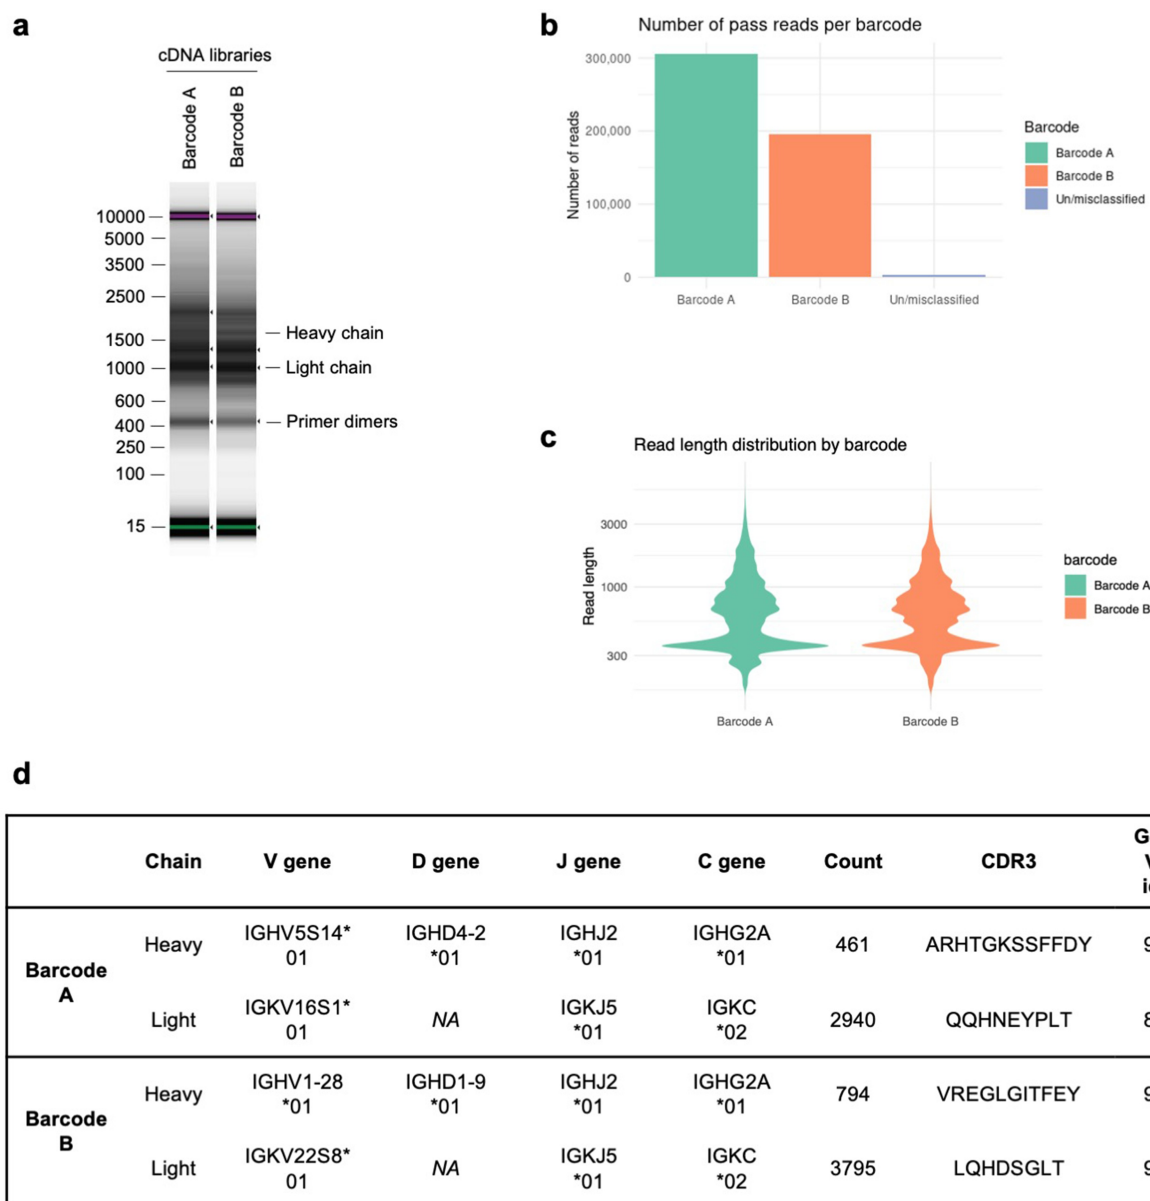 a
cDNA libraries
Barcode A
Barcode B
10000
5000
3500
2500
1500
1000
600
400
250
100
15
Heavy chain
Light chain
Primer dimers
b
Number of pass reads per barcode
Number of reads
300,000
200,000
100,000
0
Barcode A
Barcode B
Un/misclassified
Barcode
Barcode A
Barcode B
Un/misclassified
c
Read length distribution by barcode
Read length
3000
1000
300
Barcode A
Barcode B
barcode
Barcode A
Barcode B
d
Chain V gene D gene J gene C gene Count CDR3
Barcode A
Heavy IGHV5S14*01 IGHD4-2*01 IGHJ2*01 IGHG2A*01 461 ARHTGKSSFFDY
Light IGKV16S1*01 NA IGKJ5*01 IGKC*02 2940 QQHNEYPLT
Barcode B
Heavy IGHV1-28*01 IGHD1-9*01 IGHJ2*01 IGHG2A*01 794 VREGLGITFEY
Light IGKV22S8*01 NA IGKJ5*01 IGKC*02 3795 LQHDSGLT